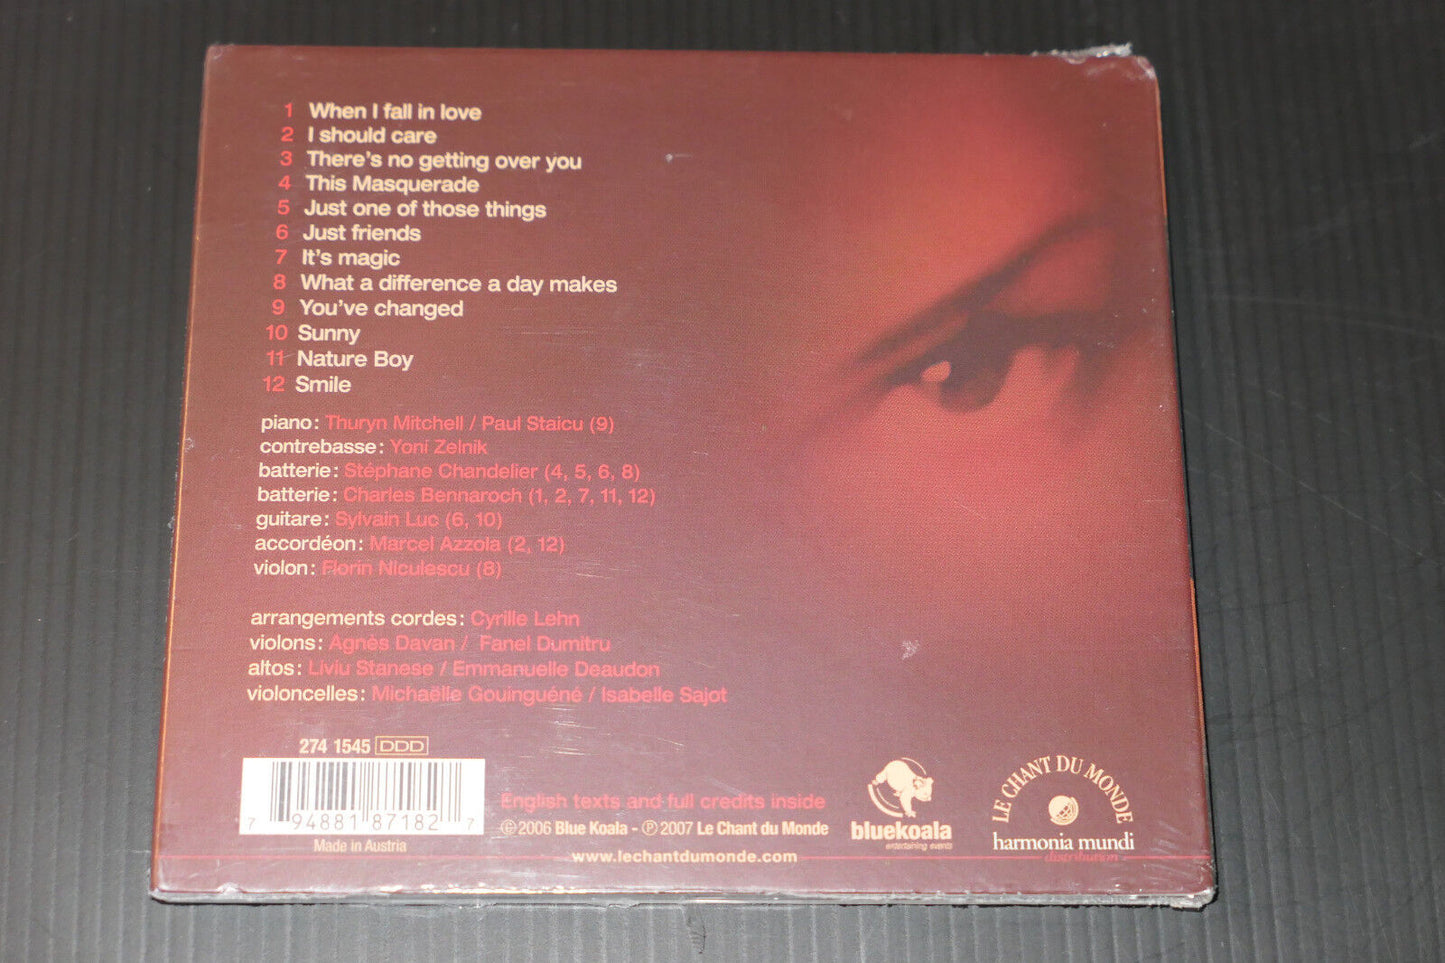 1 When I fall in love
2 I should care
3 There's no getting over you
4 This Masquerade
5 Just one of those things
6 Just friends
7 It's magic
8 What a difference a day makes
9 You've changed
10 Sunny
11 Nature Boy
12 Smile
piano: Thuryn Mitchell / Paul Staicu (9)
contrebasse: Yoni Zelnik
batterie: Stéphane Chandelier (4, 5, 6, 8)
batterie: Charles Bennaroch (1, 2, 7, 11, 12)
guitare: Sylvain Luc (6, 10)
accordéon: Marcel Azzola (2, 12)
violon: Florin Niculescu (8)
arrangements cordes: Cyrille Lehn
violons: Agnès Davan / Fanel Dumitru
altos: Liviu Stanese / Emmanuelle Deaudon
violoncelles: Michaëlle Gouinguéné / Isabelle Sajot
274 1545 DDD
7 94881 87182 7
Made in Austria
English texts and full credits inside
© 2006 Blue Koala - ℗ 2007 Le Chant du Monde
www.lechantdumonde.com
bluekoala
entertaining events
LE CHANT DU MONDE
harmonia mundi
distribution